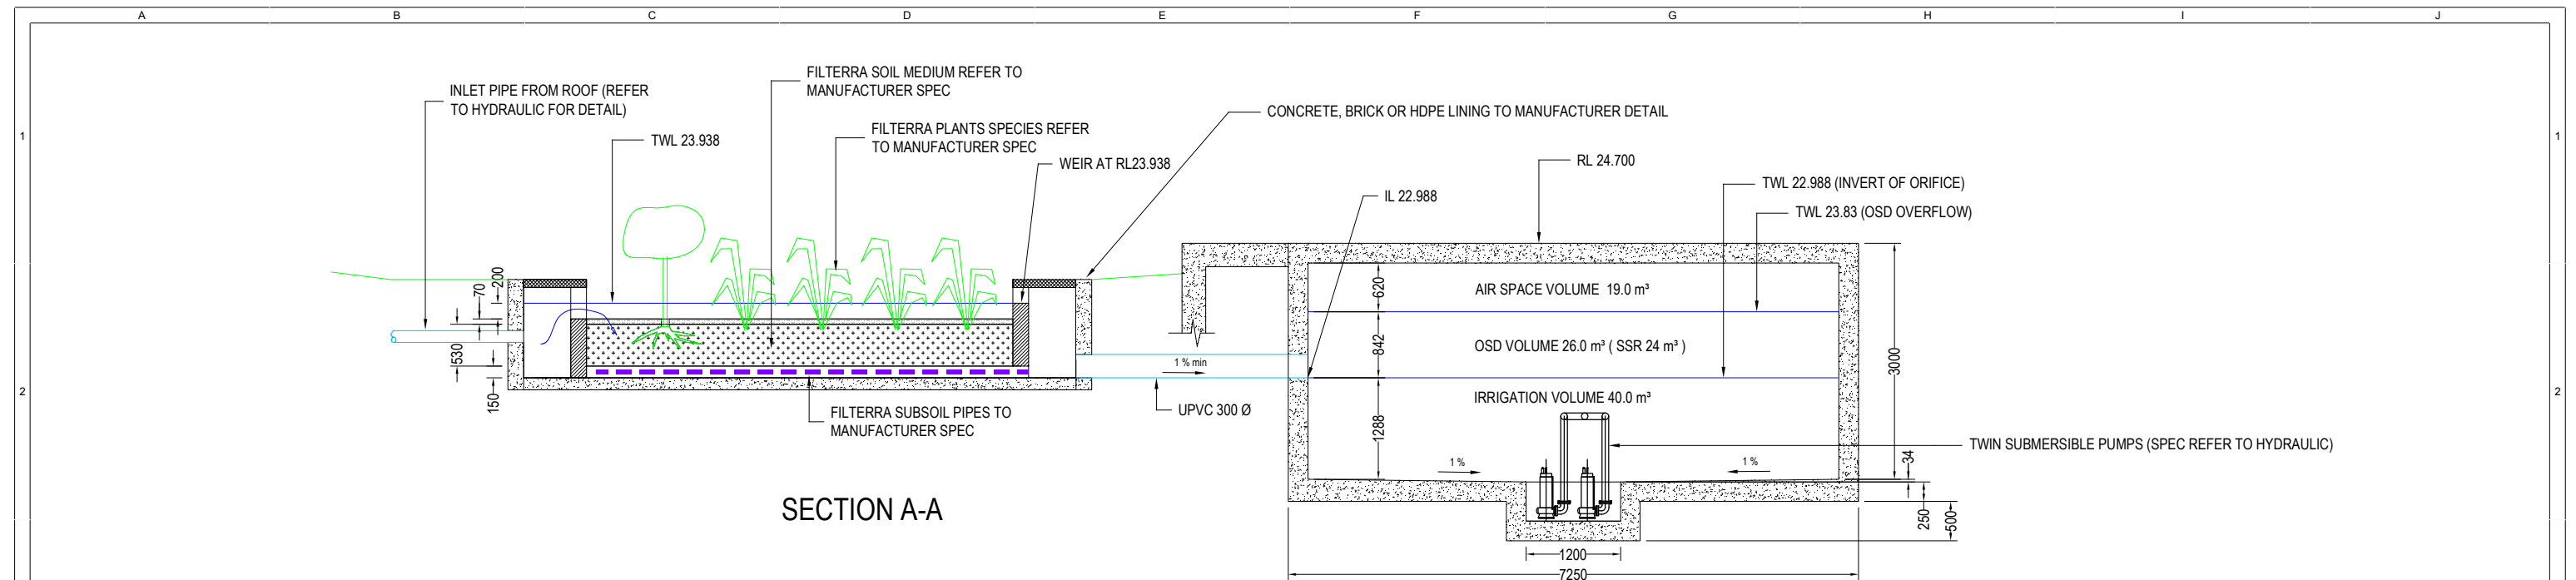 A B C D E F G H I J
1
1
2
2
INLET PIPE FROM ROOF (REFER
TO HYDRAULIC FOR DETAIL)
TWL 23.938
FILTERRA SOIL MEDIUM REFER TO
MANUFACTURER SPEC
FILTERRA PLANTS SPECIES REFER
TO MANUFACTURER SPEC
WEIR AT RL23.938
CONCRETE, BRICK OR HDPE LINING TO MANUFACTURER DETAIL
200
70
530
150
FILTERRA SUBSOIL PIPES TO
MANUFACTURER SPEC
1 % min
UPVC 300 Ø
SECTION A-A
IL 22.988
RL 24.700
TWL 22.988 (INVERT OF ORIFICE)
TWL 23.83 (OSD OVERFLOW)
620
AIR SPACE VOLUME 19.0 m³
842
OSD VOLUME 26.0 m³ ( SSR 24 m³ )
1288
IRRIGATION VOLUME 40.0 m³
3000
TWIN SUBMERSIBLE PUMPS (SPEC REFER TO HYDRAULIC)
1 %
1 %
34
250
500
1200
7250